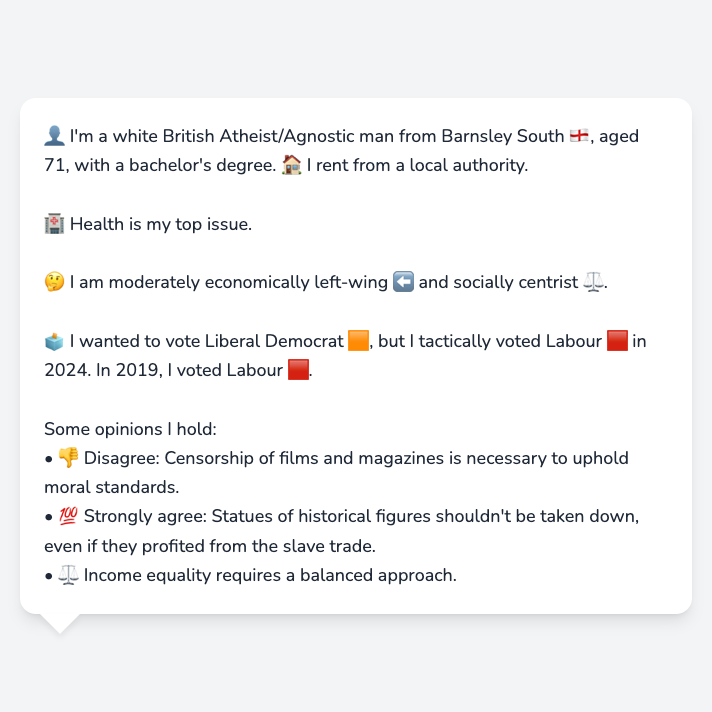 👤 I'm a white British Atheist/Agnostic man from Barnsley South 🏴󠁧󠁢󠁥󠁮󠁧󠁿, aged
71, with a bachelor's degree. 🏠 I rent from a local authority.
🏥 Health is my top issue.
🤔 I am moderately economically left-wing ⬅️ and socially centrist ⚖️.
🗳️ I wanted to vote Liberal Democrat 🟧, but I tactically voted Labour 🟥 in
2024. In 2019, I voted Labour 🟥.
Some opinions I hold:
• 👎 Disagree: Censorship of films and magazines is necessary to uphold
moral standards.
• 💯 Strongly agree: Statues of historical figures shouldn't be taken down,
even if they profited from the slave trade.
• ⚖️ Income equality requires a balanced approach.